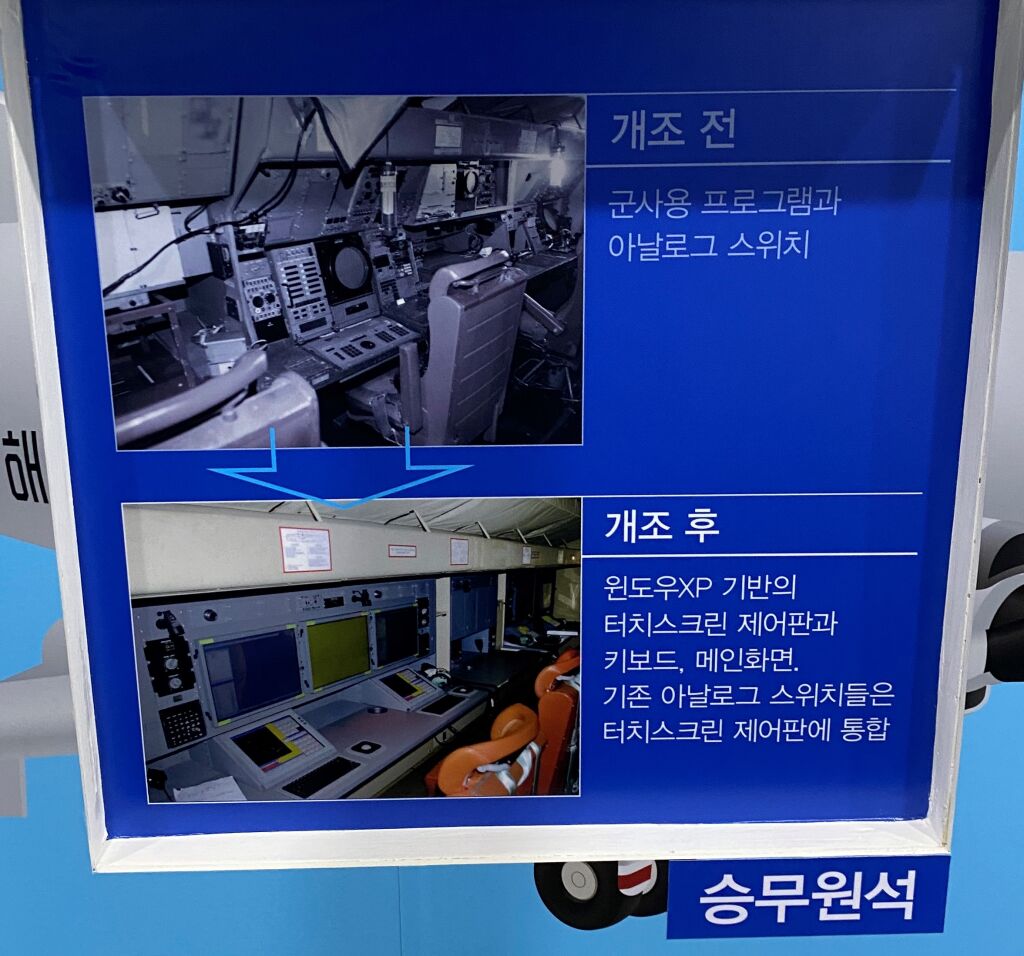 개조 전
군사용 프로그램과
아날로그 스위치
해
개조 후
윈도우XP 기반의
터치스크린 제어판과
키보드, 메인화면.
기존 아날로그 스위치들은
터치스크린 제어판에 통합
승무원석